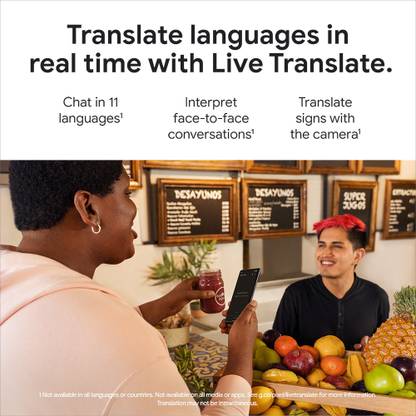 Translate languages in
real time with Live Translate.
Chat in 11
languages¹
Interpret
face-to-face
conversations¹
Translate
signs with
the camera¹
DESAYUNOS
DESAYUNOS
SUPER
JUGOS
1 Not available in all languages or countries. Not available on all media or apps. See g.co/pixel/livetranslate for more information.
Translation may not be instantaneous.